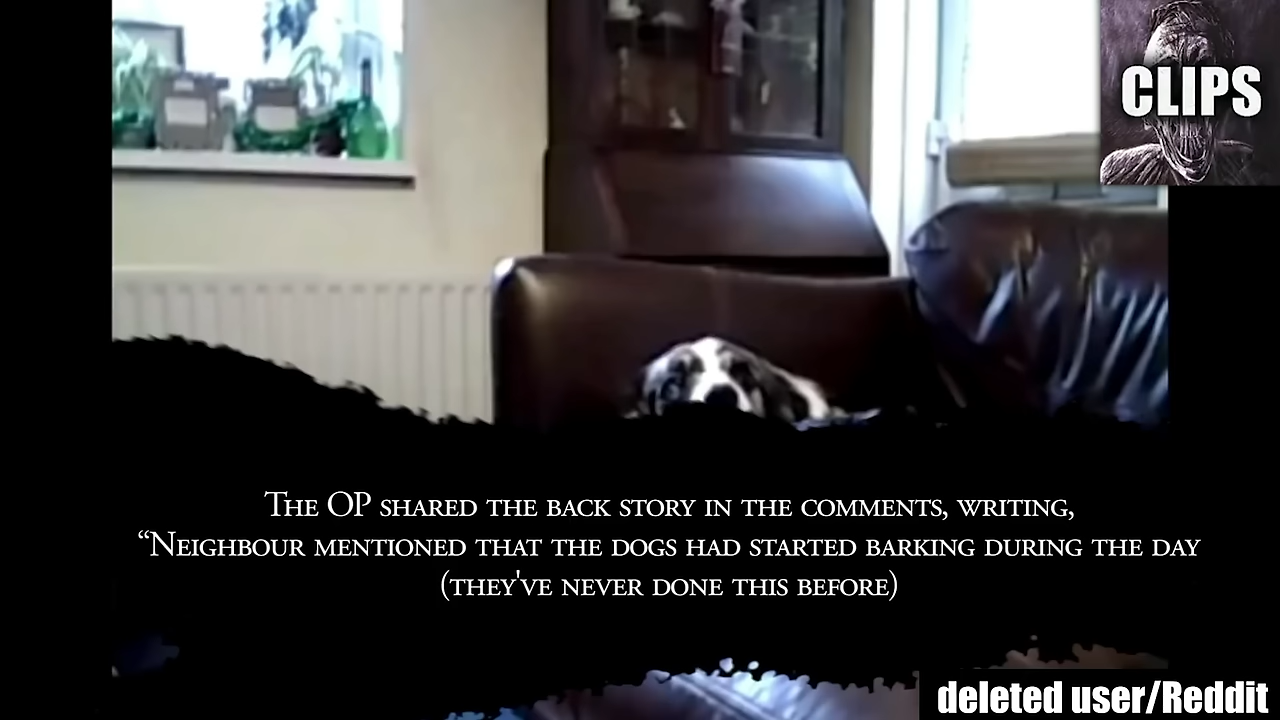 CLIPS
The OP shared the back story in the comments, writing,
“Neighbour mentioned that the dogs had started barking during the day
(they've never done this before)
deleted user/Reddit